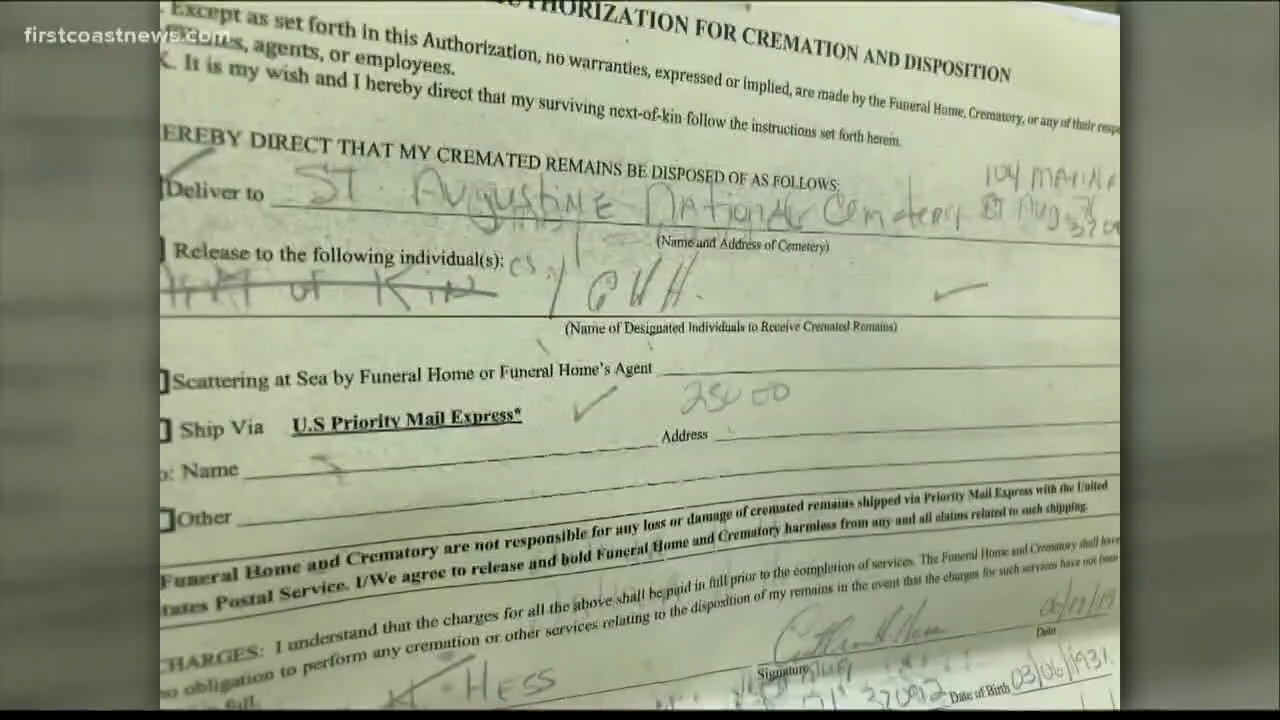 firstcoastnews.com
AUTHORIZATION FOR CREMATION AND DISPOSITION
Except as set forth in this Authorization, no warranties, expressed or implied, are made by the Funeral Home, Crematory, or any of their respe
agents, or employees.
K. It is my wish and I hereby direct that my surviving next-of-kin follow the instructions set forth herein.
EREBY DIRECT THAT MY CREMATED REMAINS BE DISPOSED OF AS FOLLOWS:
104 MARINE
Deliver to ST. AUgUSTINE NATIONAL Cemetery ST Aug
(Name and Address of Cemetery)
Release to the following individual(s): CS
Next of Kin / CWH.
(Name of Designated Individuals to Receive Cremated Remains)
Scattering at Sea by Funeral Home or Funeral Home's Agent
Ship Via U.S Priority Mail Express*
Address
o: Name
Other
Funeral Home and Crematory are not responsible for any loss or damage of cremated remains shipped via Priority Mail Express with the United
tates Postal Service. I/We agree to release and hold Funeral Home and Crematory harmless from any and all claims related to such shipping.
CHARGES: I understand that the charges for all the above shall be paid in full prior to the completion of services. The Funeral Home and Crematory shall have
no obligation to perform any cremation or other services relating to the disposition of my remains in the event that the charges for such services have not been
full.
Date
Signature
HESS
32092 Date of Birth 03/06/1931